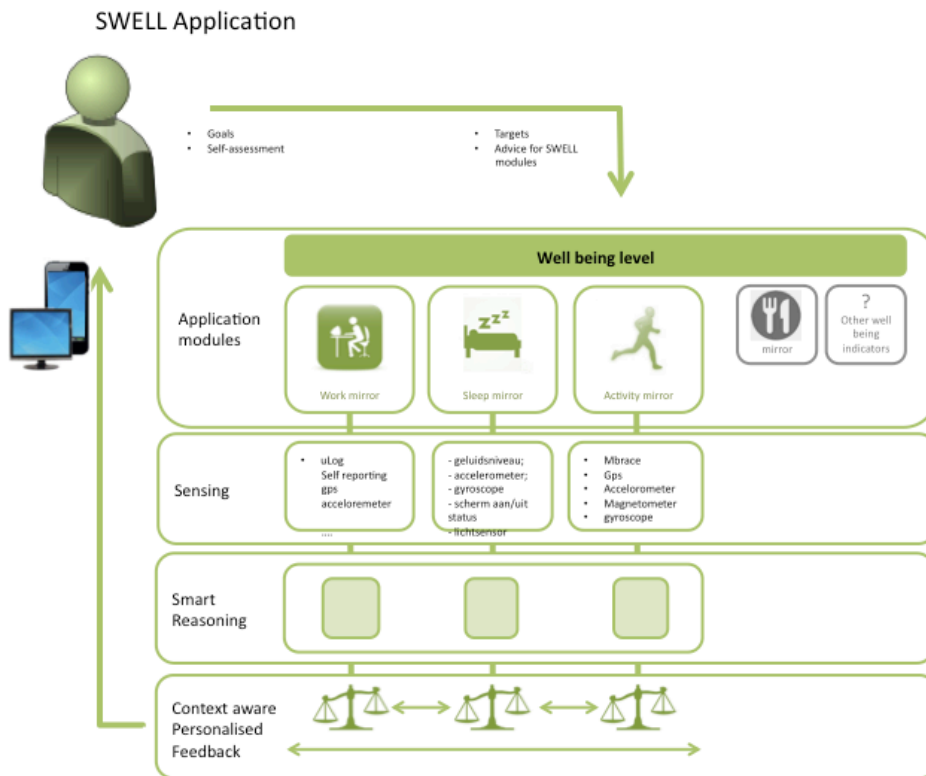 SWELL Application
• Goals
• Self-assessment
• Targets
• Advice for SWELL
modules
Well being level
Application
modules
Work mirror
zzz
Sleep mirror
Activity mirror
mirror
?
Other well
being
indicators
Sensing
• uLog
Self reporting
gps
acceloremeter
....
- geluidsniveau;
- accelerometer;
- gyroscope
- scherm aan/uit
status
- lichtsensor
• Mbrace
• Gps
• Accelorometer
• Magnetometer
• gyroscope
Smart
Reasoning
Context aware
Personalised
Feedback